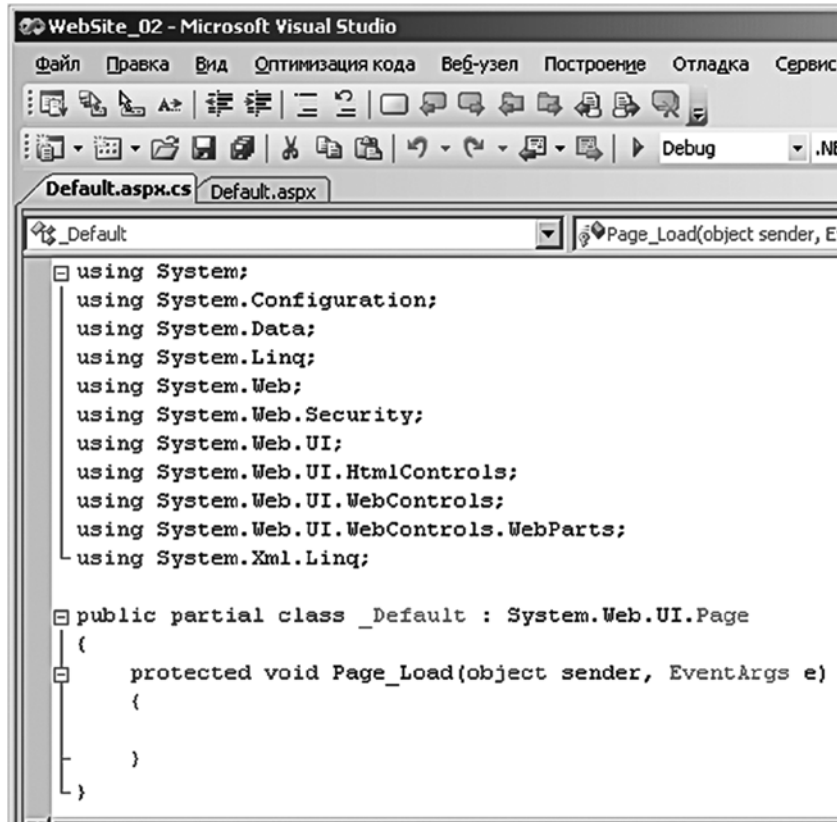 WebSite_02 - Microsoft Visual Studio
Файл Правка Вид Оптимизация кода Веб-узел Построение Отладка Сервис
Debug .NE
Default.aspx.cs Default.aspx
_Default Page_Load(object sender, E
using System;
using System.Configuration;
using System.Data;
using System.Linq;
using System.Web;
using System.Web.Security;
using System.Web.UI;
using System.Web.UI.HtmlControls;
using System.Web.UI.WebControls;
using System.Web.UI.WebControls.WebParts;
using System.Xml.Linq;
public partial class _Default : System.Web.UI.Page
{
protected void Page_Load(object sender, EventArgs e)
{
}
}